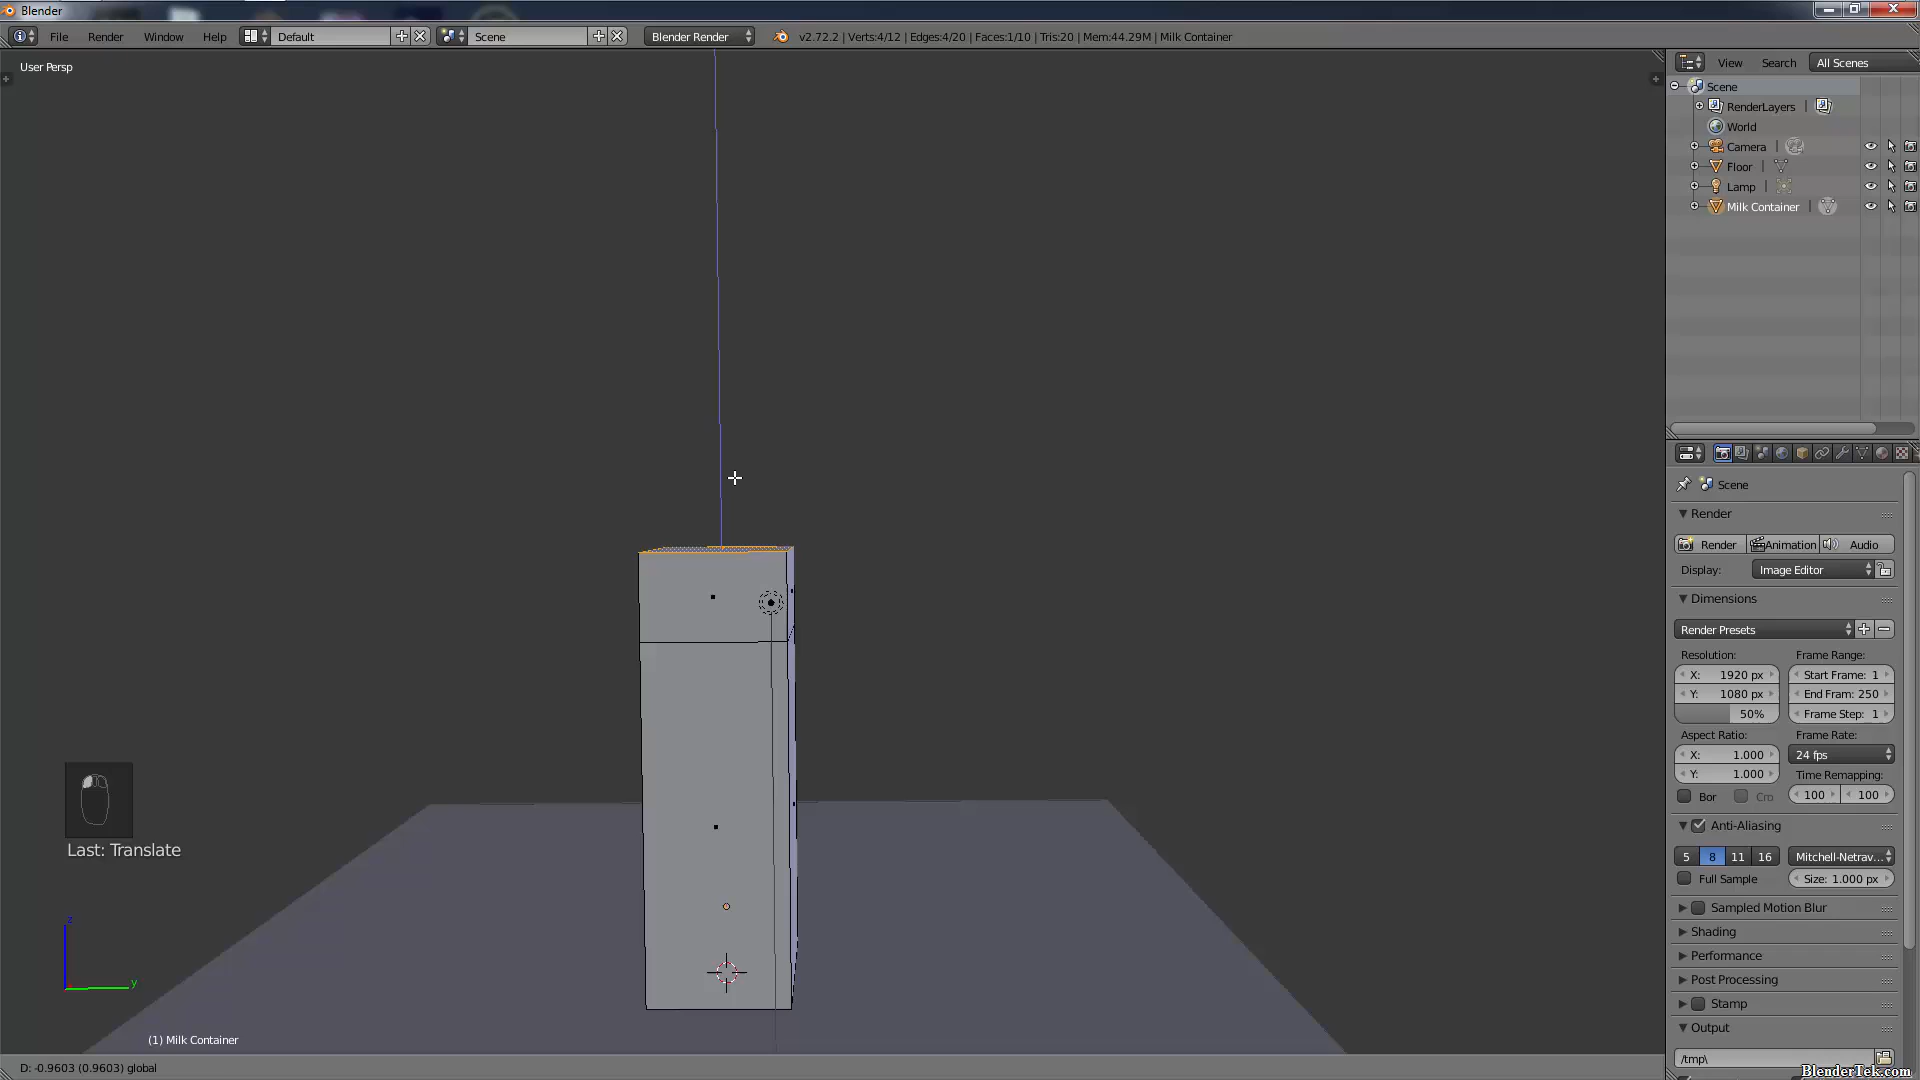 Blender
File Render Window Help Default Scene Blender Render v2.72.2 | Verts:4/12 | Edges:4/20 | Faces:1/10 | Tris:20 | Mem:44.29M | Milk Container
User Persp
View Search All Scenes
Scene
RenderLayers
World
Camera
Floor
Lamp
Milk Container
Scene
Render
Render Animation Audio
Display: Image Editor
Dimensions
Render Presets
Resolution: Frame Range:
X: 1920 px Start Frame: 1
Y: 1080 px End Fram: 250
50% Frame Step: 1
Aspect Ratio: Frame Rate:
X: 1.000 24 fps
Y: 1.000 Time Remapping:
Bor Cro 100 100
Anti-Aliasing
5 8 11 16 Mitchell-Netrav...
Full Sample Size: 1.000 px
Sampled Motion Blur
Shading
Performance
Post Processing
Stamp
Output
/tmp\
Last: Translate
z
y
(1) Milk Container
D: -0.9603 (0.9603) global
BlenderTek.com